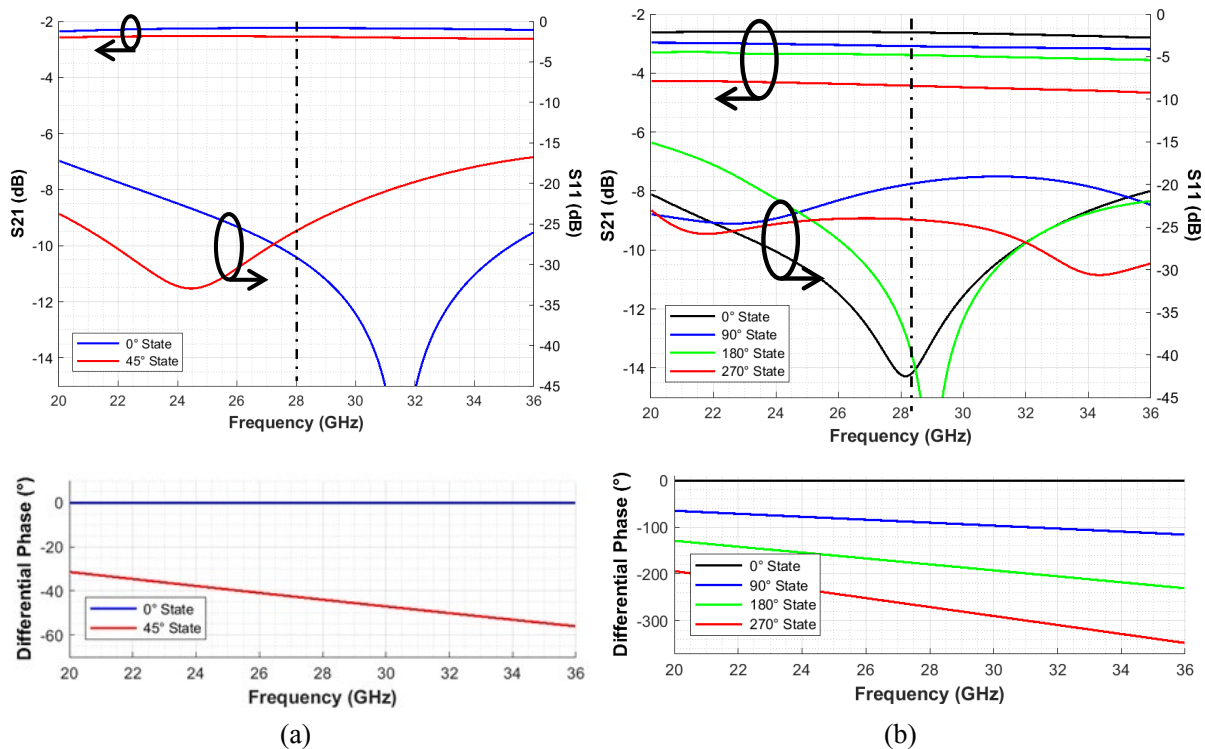 -2
-4
-6
-8
-10
-12
-14
S21 (dB)
0
-5
-10
-15
-20
-25
-30
-35
-40
-45
S11 (dB)
0° State
45° State
20 22 24 26 28 30 32 34 36
Frequency (GHz)
-2
-4
-6
-8
-10
-12
-14
S21 (dB)
0
-5
-10
-15
-20
-25
-30
-35
-40
-45
S11 (dB)
0° State
90° State
180° State
270° State
20 22 24 26 28 30 32 34 36
Frequency (GHz)
Differential Phase (°)
0
-20
-40
-60
0° State
45° State
20 22 24 26 28 30 32 34 36
Frequency (GHz)
(a)
Differential Phase (°)
0
-100
-200
-300
0° State
90° State
180° State
270° State
20 22 24 26 28 30 32 34 36
Frequency (GHz)
(b)